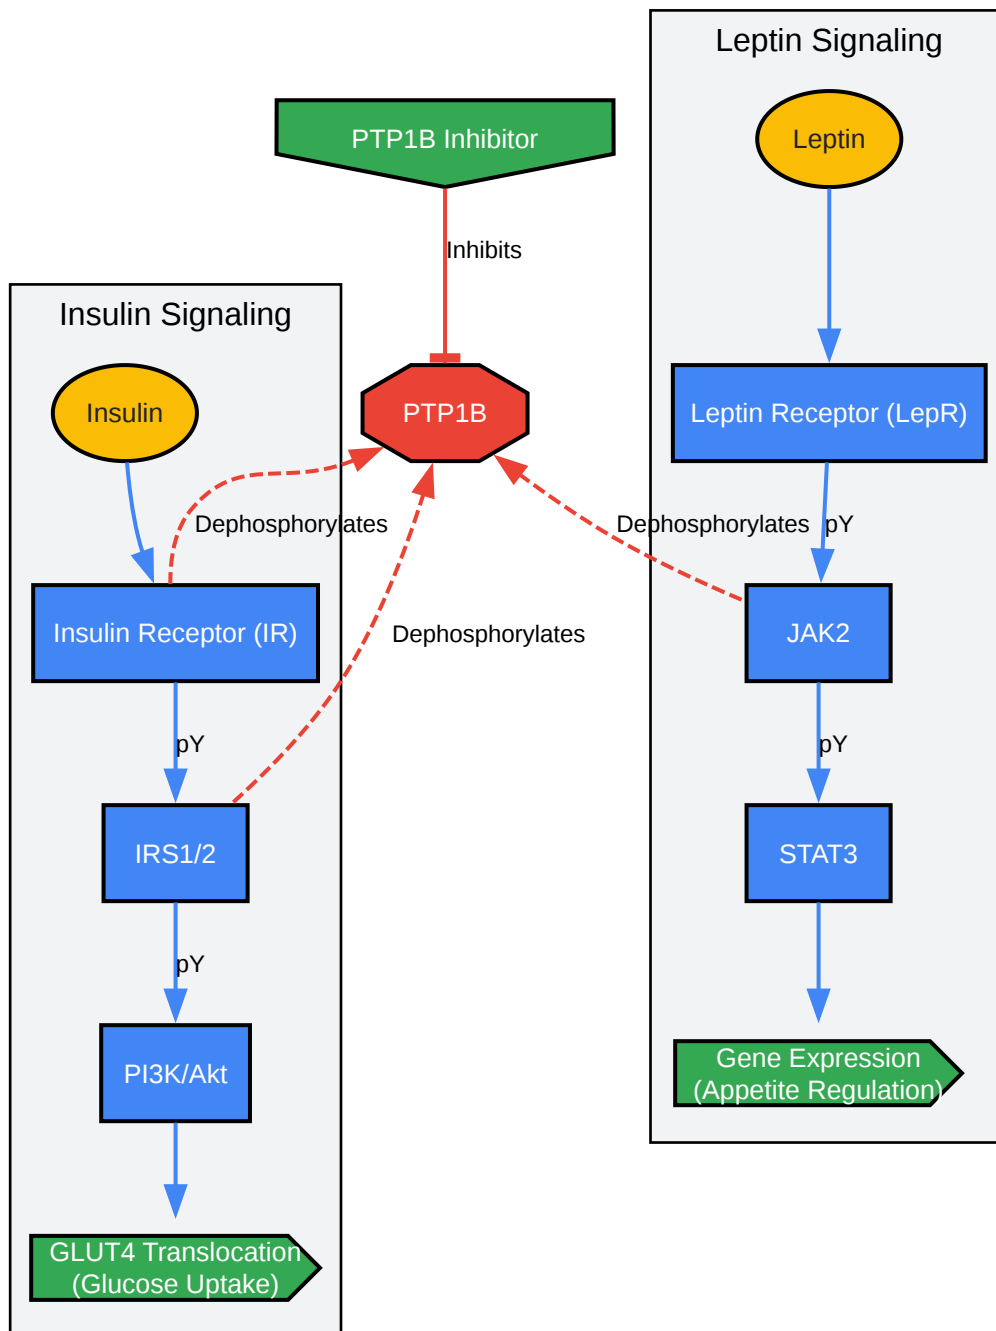 Leptin Signaling
PTP1B Inhibitor
Leptin
Inhibits
Insulin Signaling
Insulin
PTP1B
Leptin Receptor (LepR)
Dephosphorylates
Dephosphorylates
pY
Insulin Receptor (IR)
Dephosphorylates
JAK2
pY
pY
IRS1/2
STAT3
pY
PI3K/Akt
Gene Expression
(Appetite Regulation)
GLUT4 Translocation
(Glucose Uptake)